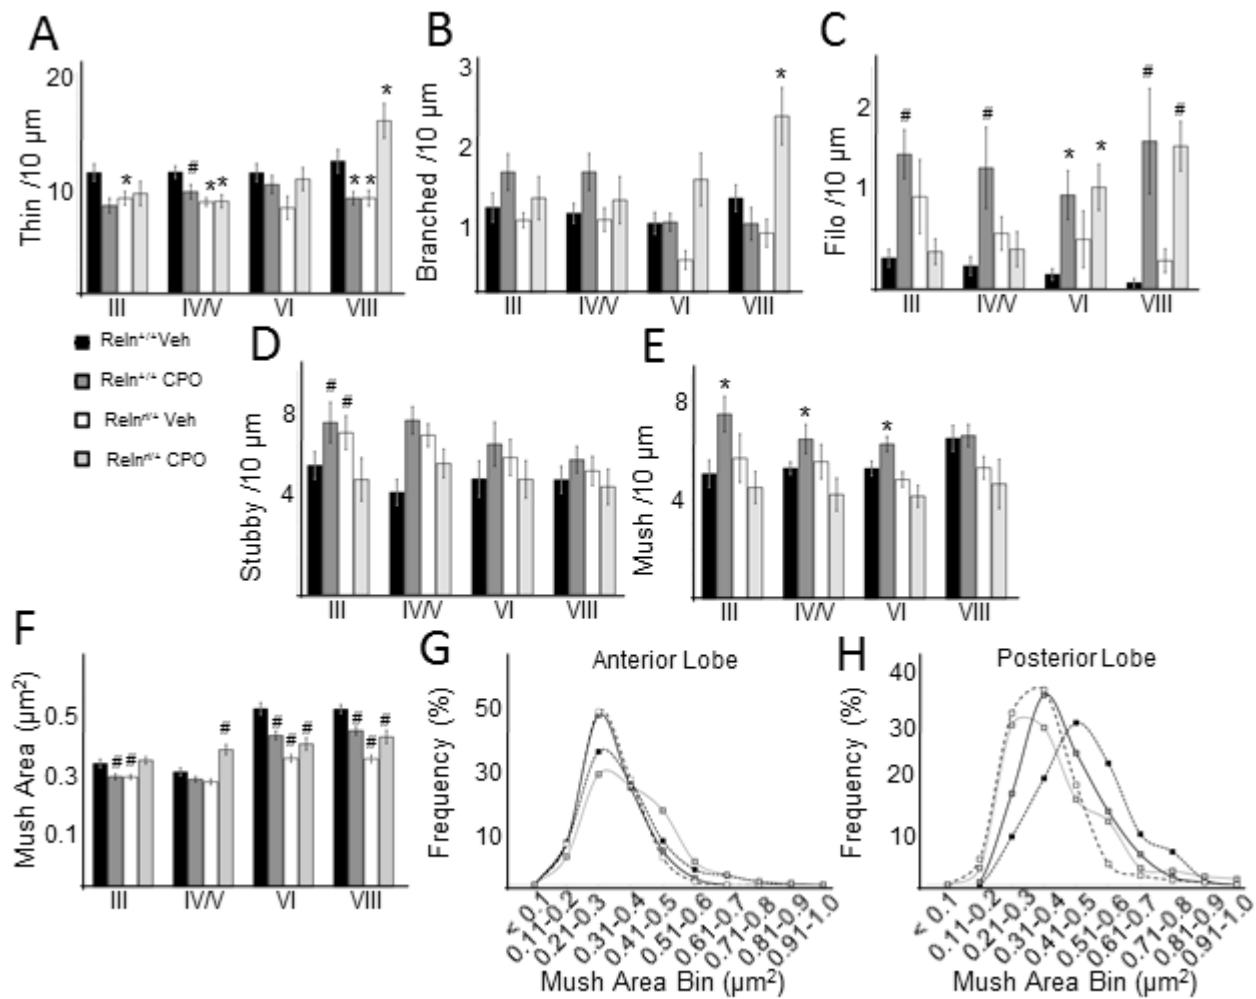 A
Thin /10 µm
20
10
*
#
* *
* *
*
III IV/V VI VIII
B
Branched /10 µm
3
2
1
*
III IV/V VI VIII
C
Filo /10 µm
2
1
#
#
* *
# #
III IV/V VI VIII
Reln+/+ Veh
Reln+/+ CPO
Relnrl/+ Veh
Relnrl/+ CPO
D
Stubby /10 µm
8
4
# #
III IV/V VI VIII
E
Mush /10 µm
8
4
*
*
*
III IV/V VI VIII
F
Mush Area (µm²)
0.5
0.3
0.1
# #
#
# # #
# # #
III IV/V VI VIII
G
Anterior Lobe
Frequency (%)
50
30
10
< 0.1
0.11-0.2
0.21-0.3
0.31-0.4
0.41-0.5
0.51-0.6
0.61-0.7
0.71-0.8
0.81-0.9
0.91-1.0
Mush Area Bin (µm²)
H
Posterior Lobe
Frequency (%)
40
30
20
10
< 0.1
0.11-0.2
0.21-0.3
0.31-0.4
0.41-0.5
0.51-0.6
0.61-0.7
0.71-0.8
0.81-0.9
0.91-1.0
Mush Area Bin (µm²)